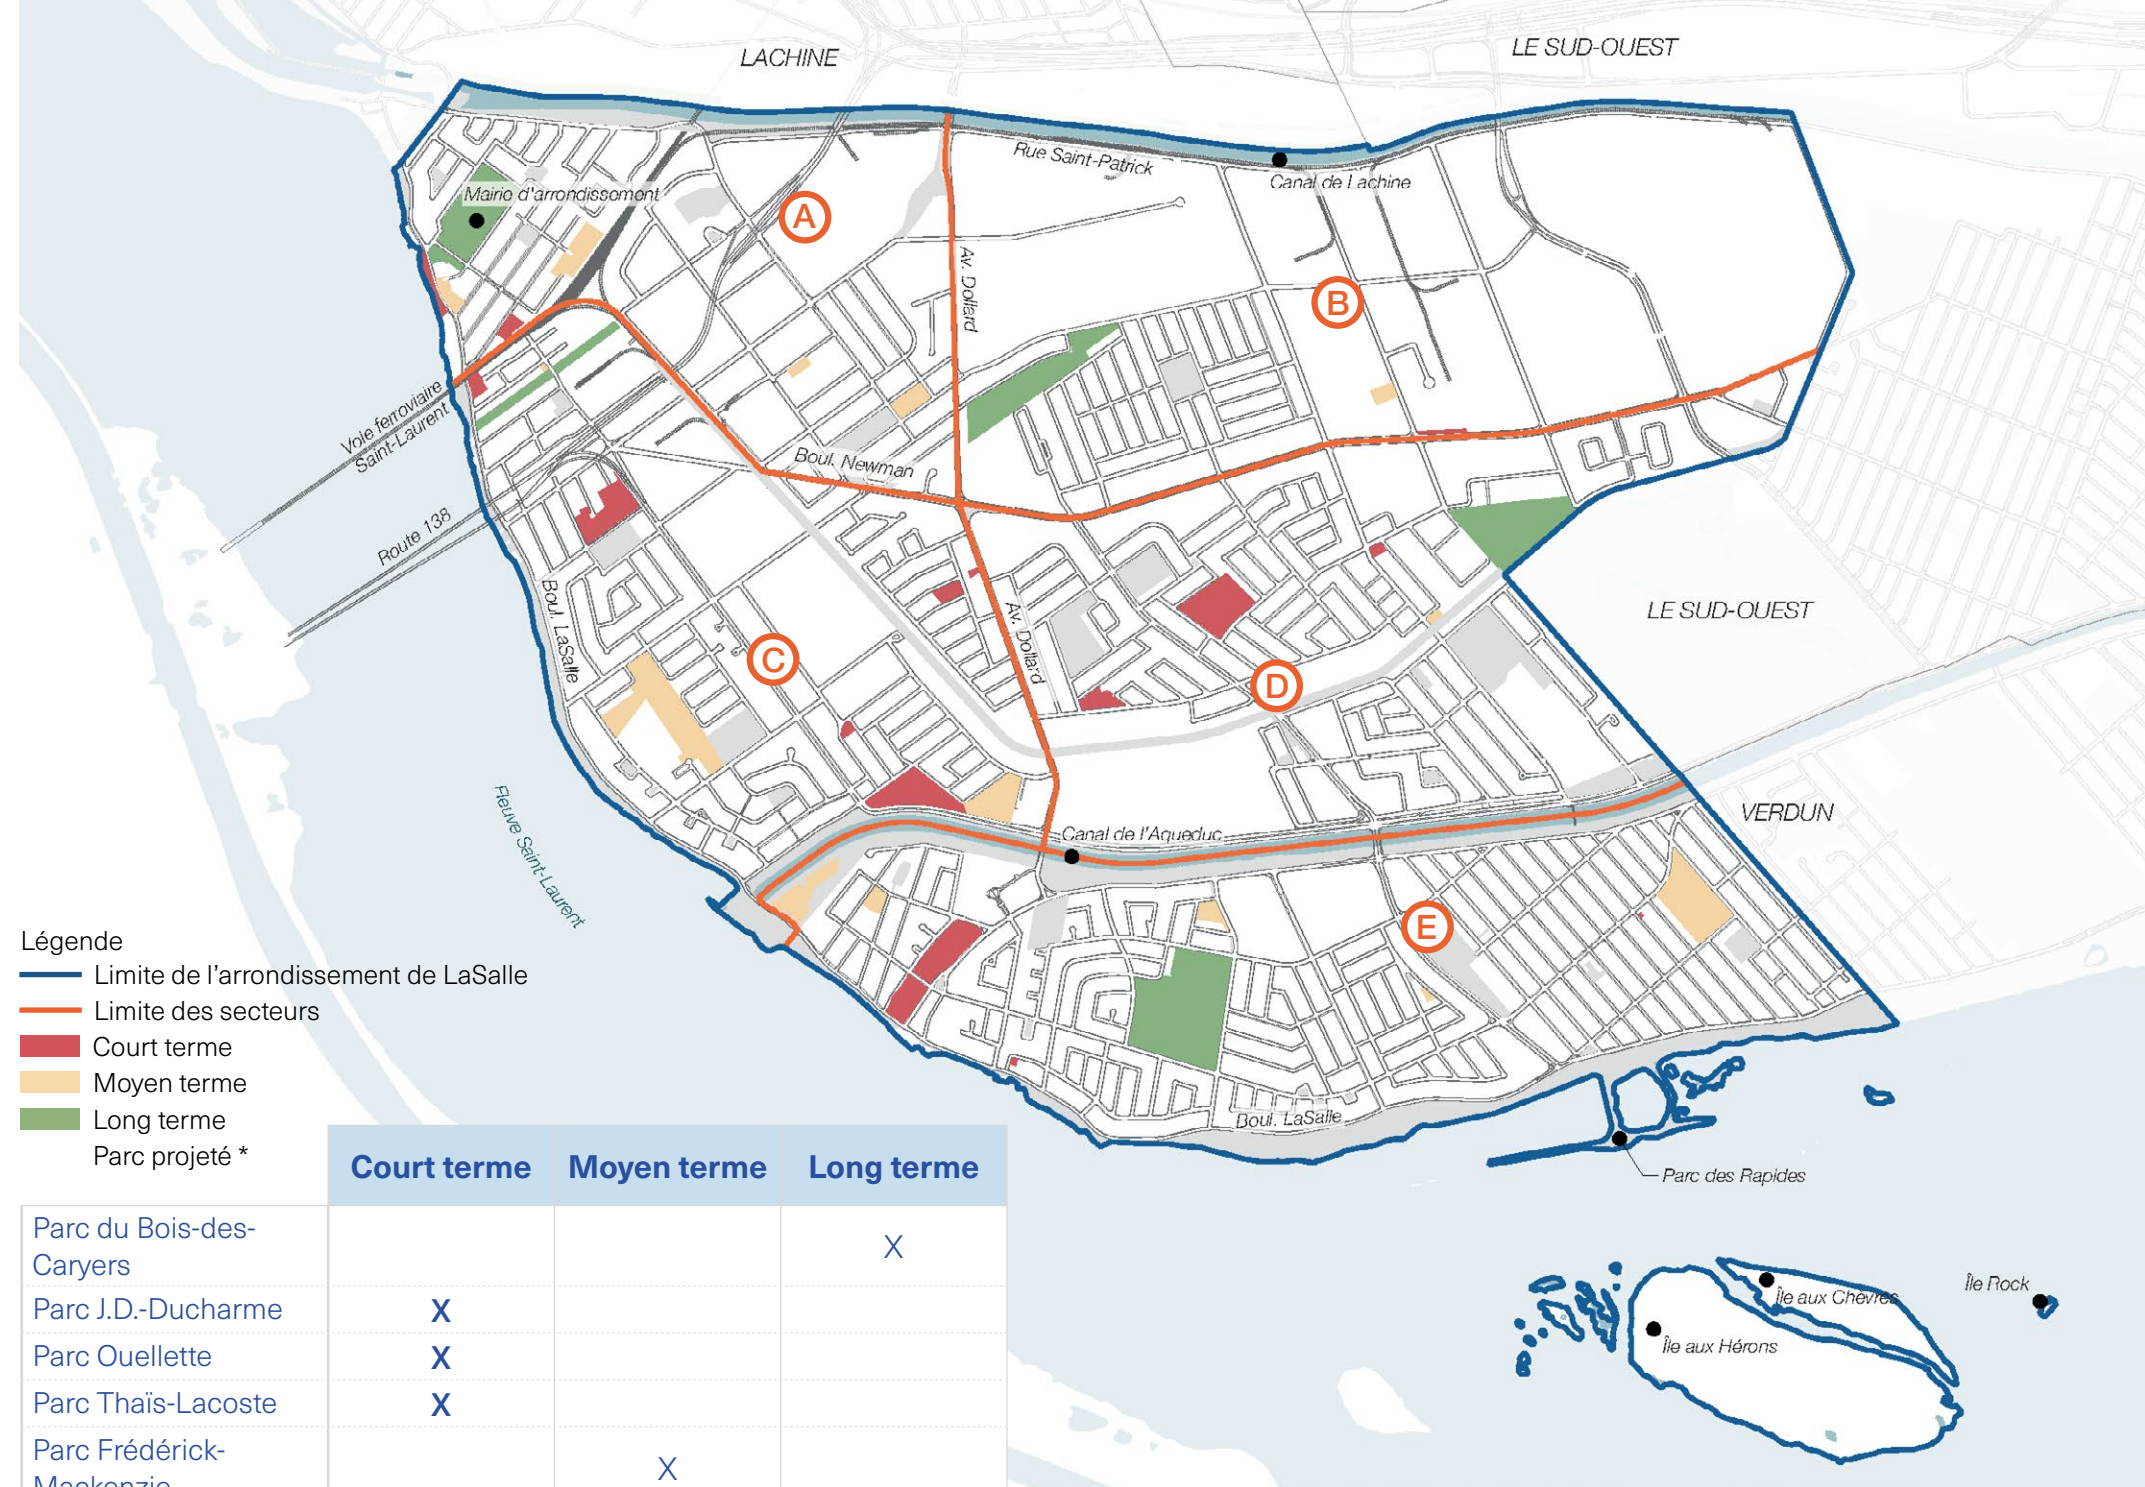 LACHINE
LE SUD-OUEST
Rue Saint-Patrick
Canal de Lachine
Mairie d'arrondissement
A
Av. Dollard
B
Voie ferroviaire
Saint-Laurent
Boul. Newman
Route 138
Boul. LaSalle
Av. Dollard
LE SUD-OUEST
C
D
Fleuve Saint-Laurent
Canal de l'Aqueduc
VERDUN
E
Légende
Limite de l'arrondissement de LaSalle
Limite des secteurs
Court terme
Moyen terme
Long terme
Parc projeté *
Boul. LaSalle
Parc des Rapides
Île aux Chèvres
Île Rock
Île aux Hérons
Court terme Moyen terme Long terme
Parc du Bois-des-
Caryers X
Parc J.D.-Ducharme X
Parc Ouellette X
Parc Thaïs-Lacoste X
Parc Frédérick-
Mackenzie X